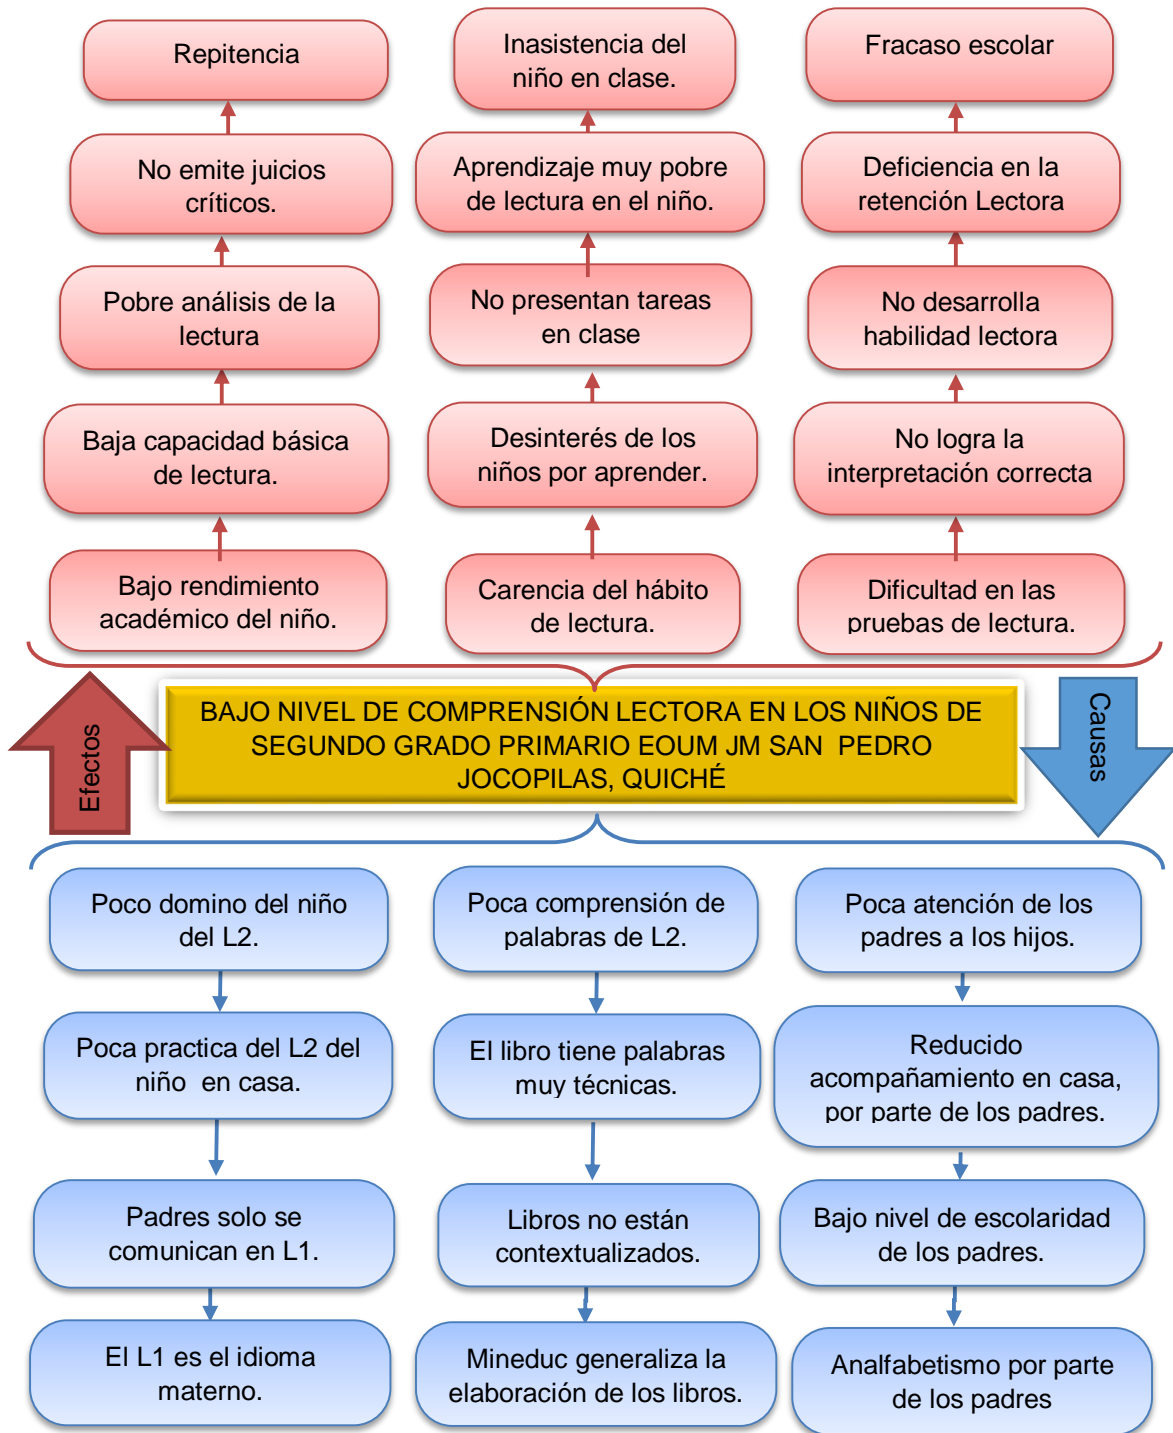 Repitencia
Inasistencia del
niño en clase.
Fracaso escolar
No emite juicios
críticos.
Aprendizaje muy pobre
de lectura en el niño.
Deficiencia en la
retención Lectora
Pobre análisis de la
lectura
No presentan tareas
en clase
No desarrolla
habilidad lectora
Baja capacidad básica
de lectura.
Desinterés de los
niños por aprender.
No logra la
interpretación correcta
Bajo rendimiento
académico del niño.
Carencia del hábito
de lectura.
Dificultad en las
pruebas de lectura.
Efectos
BAJO NIVEL DE COMPRENSIÓN LECTORA EN LOS NIÑOS DE
SEGUNDO GRADO PRIMARIO EOUM JM SAN  PEDRO
JOCOPILAS, QUICHÉ
Causas
Poco domino del niño
del L2.
Poca comprensión de
palabras de L2.
Poca atención de los
padres a los hijos.
Poca practica del L2 del
niño  en casa.
El libro tiene palabras
muy técnicas.
Reducido
acompañamiento en casa,
por parte de los padres.
Padres solo se
comunican en L1.
Libros no están
contextualizados.
Bajo nivel de escolaridad
de los padres.
El L1 es el idioma
materno.
Mineduc generaliza la
elaboración de los libros.
Analfabetismo por parte
de los padres